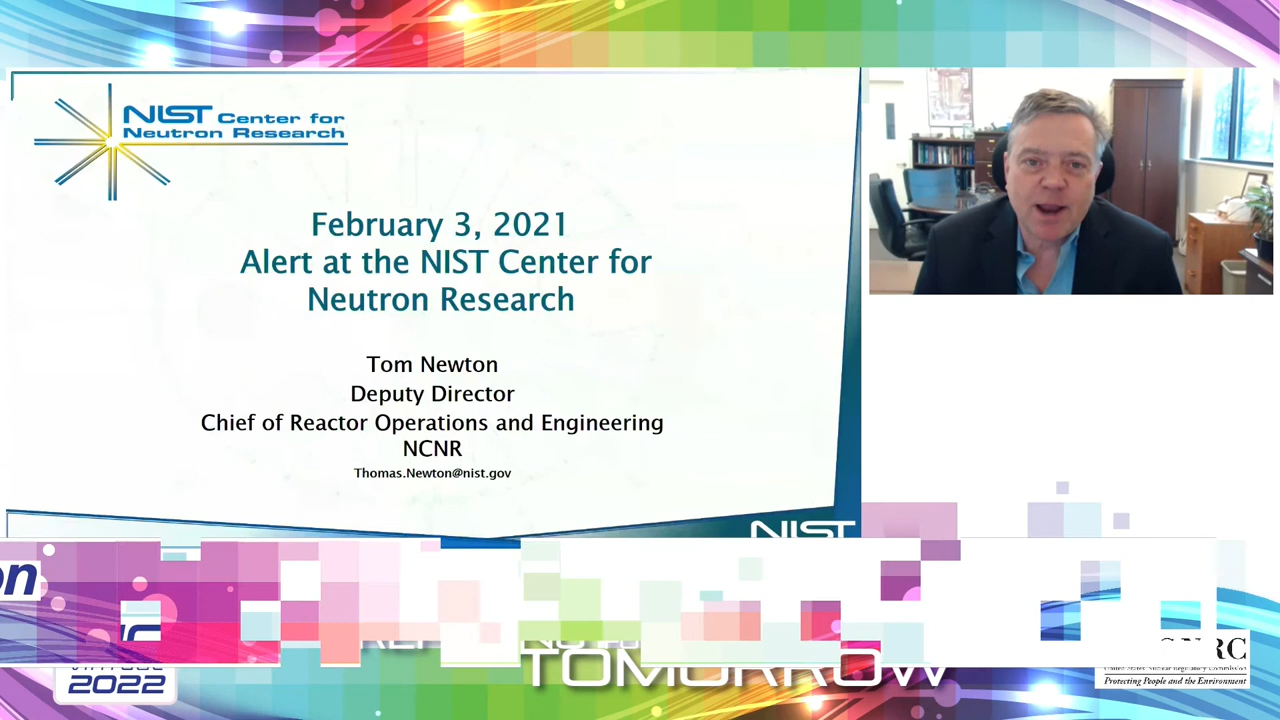 NIST Center for
Neutron Research
February 3, 2021
Alert at the NIST Center for
Neutron Research
Tom Newton
Deputy Director
Chief of Reactor Operations and Engineering
NCNR
Thomas.Newton@nist.gov
NIST
TOMORROW
2022
Protecting People and the Environment